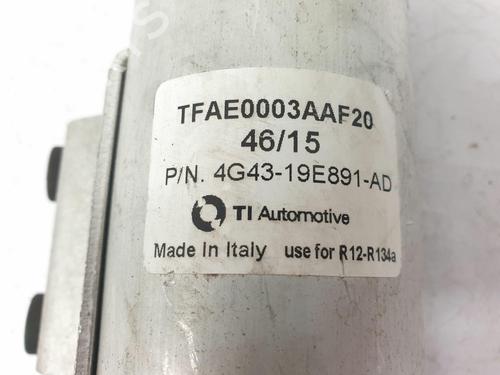 TFAE0003AAF20
46/15
P/N. 4G43-19E891-AD
TI Automotive
Made In Italy use for R12-R134a